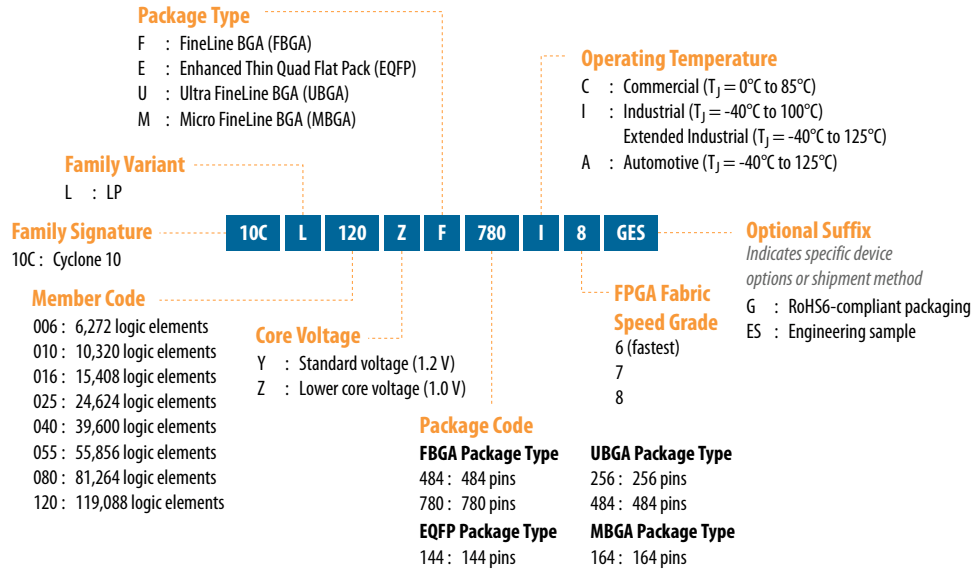 Package Type
F : FineLine BGA (FBGA)
E : Enhanced Thin Quad Flat Pack (EQFP)
U : Ultra FineLine BGA (UBGA)
M : Micro FineLine BGA (MBGA)
Operating Temperature
C : Commercial (TJ = 0°C to 85°C)
I : Industrial (TJ = -40°C to 100°C)
Extended Industrial (TJ = -40°C to 125°C)
A : Automotive (TJ = -40°C to 125°C)
Family Variant
L : LP
Family Signature
10C : Cyclone 10
10C L 120 Z F 780 I 8 GES
Optional Suffix
Indicates specific device
options or shipment method
G : RoHS6-compliant packaging
ES : Engineering sample
Member Code
006 : 6,272 logic elements
010 : 10,320 logic elements
016 : 15,408 logic elements
025 : 24,624 logic elements
040 : 39,600 logic elements
055 : 55,856 logic elements
080 : 81,264 logic elements
120 : 119,088 logic elements
Core Voltage
Y : Standard voltage (1.2 V)
Z : Lower core voltage (1.0 V)
FPGA Fabric
Speed Grade
6 (fastest)
7
8
Package Code
FBGA Package Type
484 : 484 pins
780 : 780 pins
EQFP Package Type
144 : 144 pins
UBGA Package Type
256 : 256 pins
484 : 484 pins
MBGA Package Type
164 : 164 pins